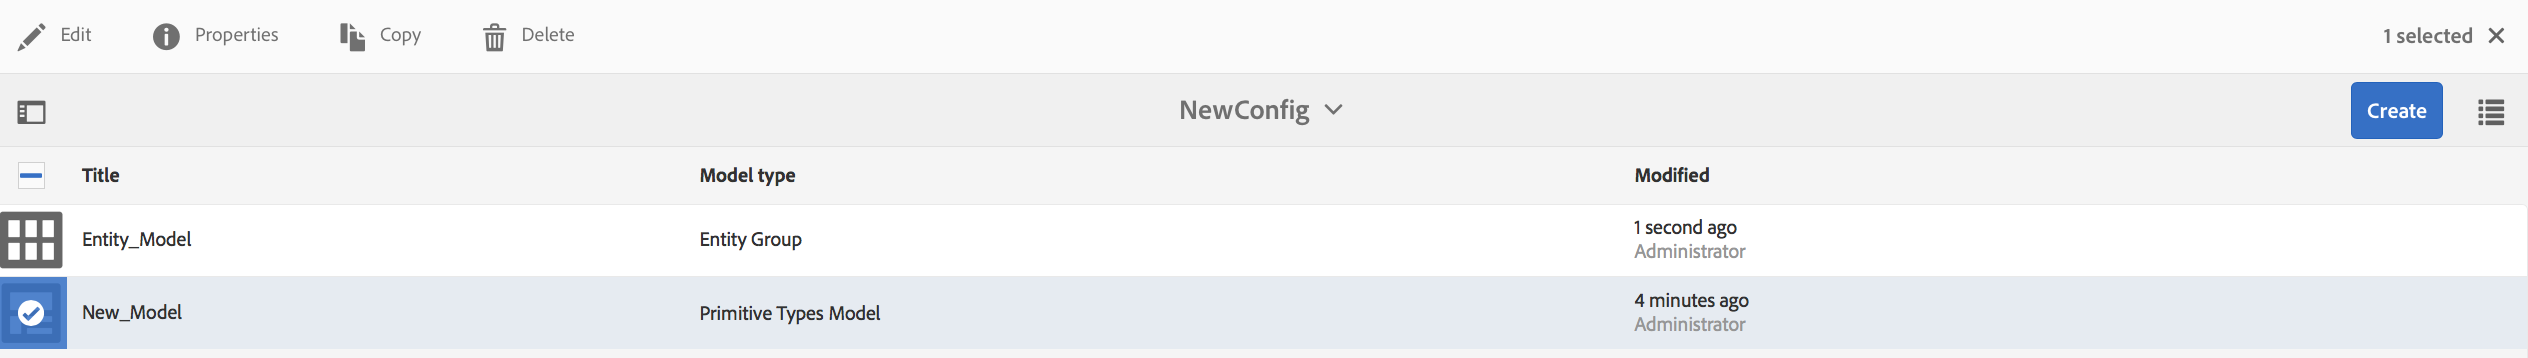 Edit Properties Copy Delete 1 selected
NewConfig Create
Title Model type Modified
Entity_Model Entity Group 1 second ago
Administrator
New_Model Primitive Types Model 4 minutes ago
Administrator